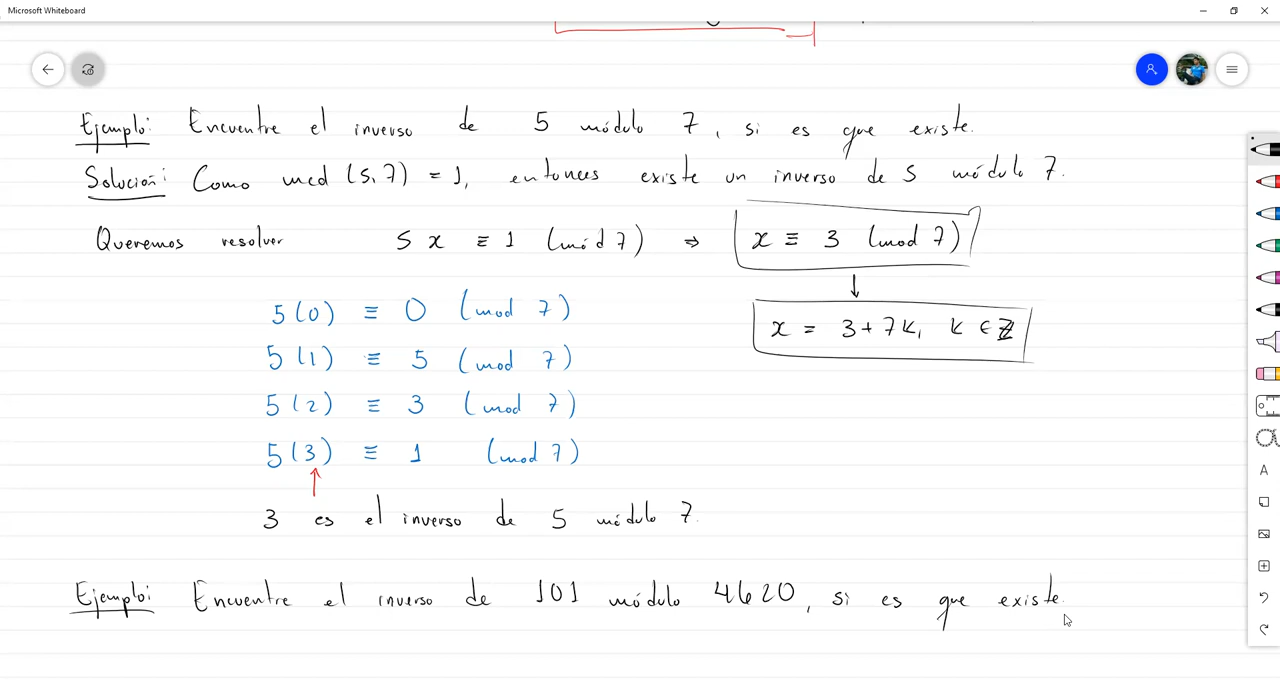 Microsoft Whiteboard
Ejemplo: Encuentre el inverso de 5 módulo 7, si es que existe.
Solución: Como mcd (5,7) = 1, entonces existe un inverso de 5 módulo 7.
Queremos resolver 5 x ≡ 1 (mód 7) ⇒ x ≡ 3 (mod 7)
↓
5(0) ≡ 0 (mod 7)
x = 3 + 7k, k ∈ ℤ
5(1) ≡ 5 (mod 7)
5(2) ≡ 3 (mod 7)
5(3) ≡ 1 (mod 7)
3 es el inverso de 5 módulo 7.
Ejemplo: Encuentre el inverso de 101 módulo 4620, si es que existe.
A